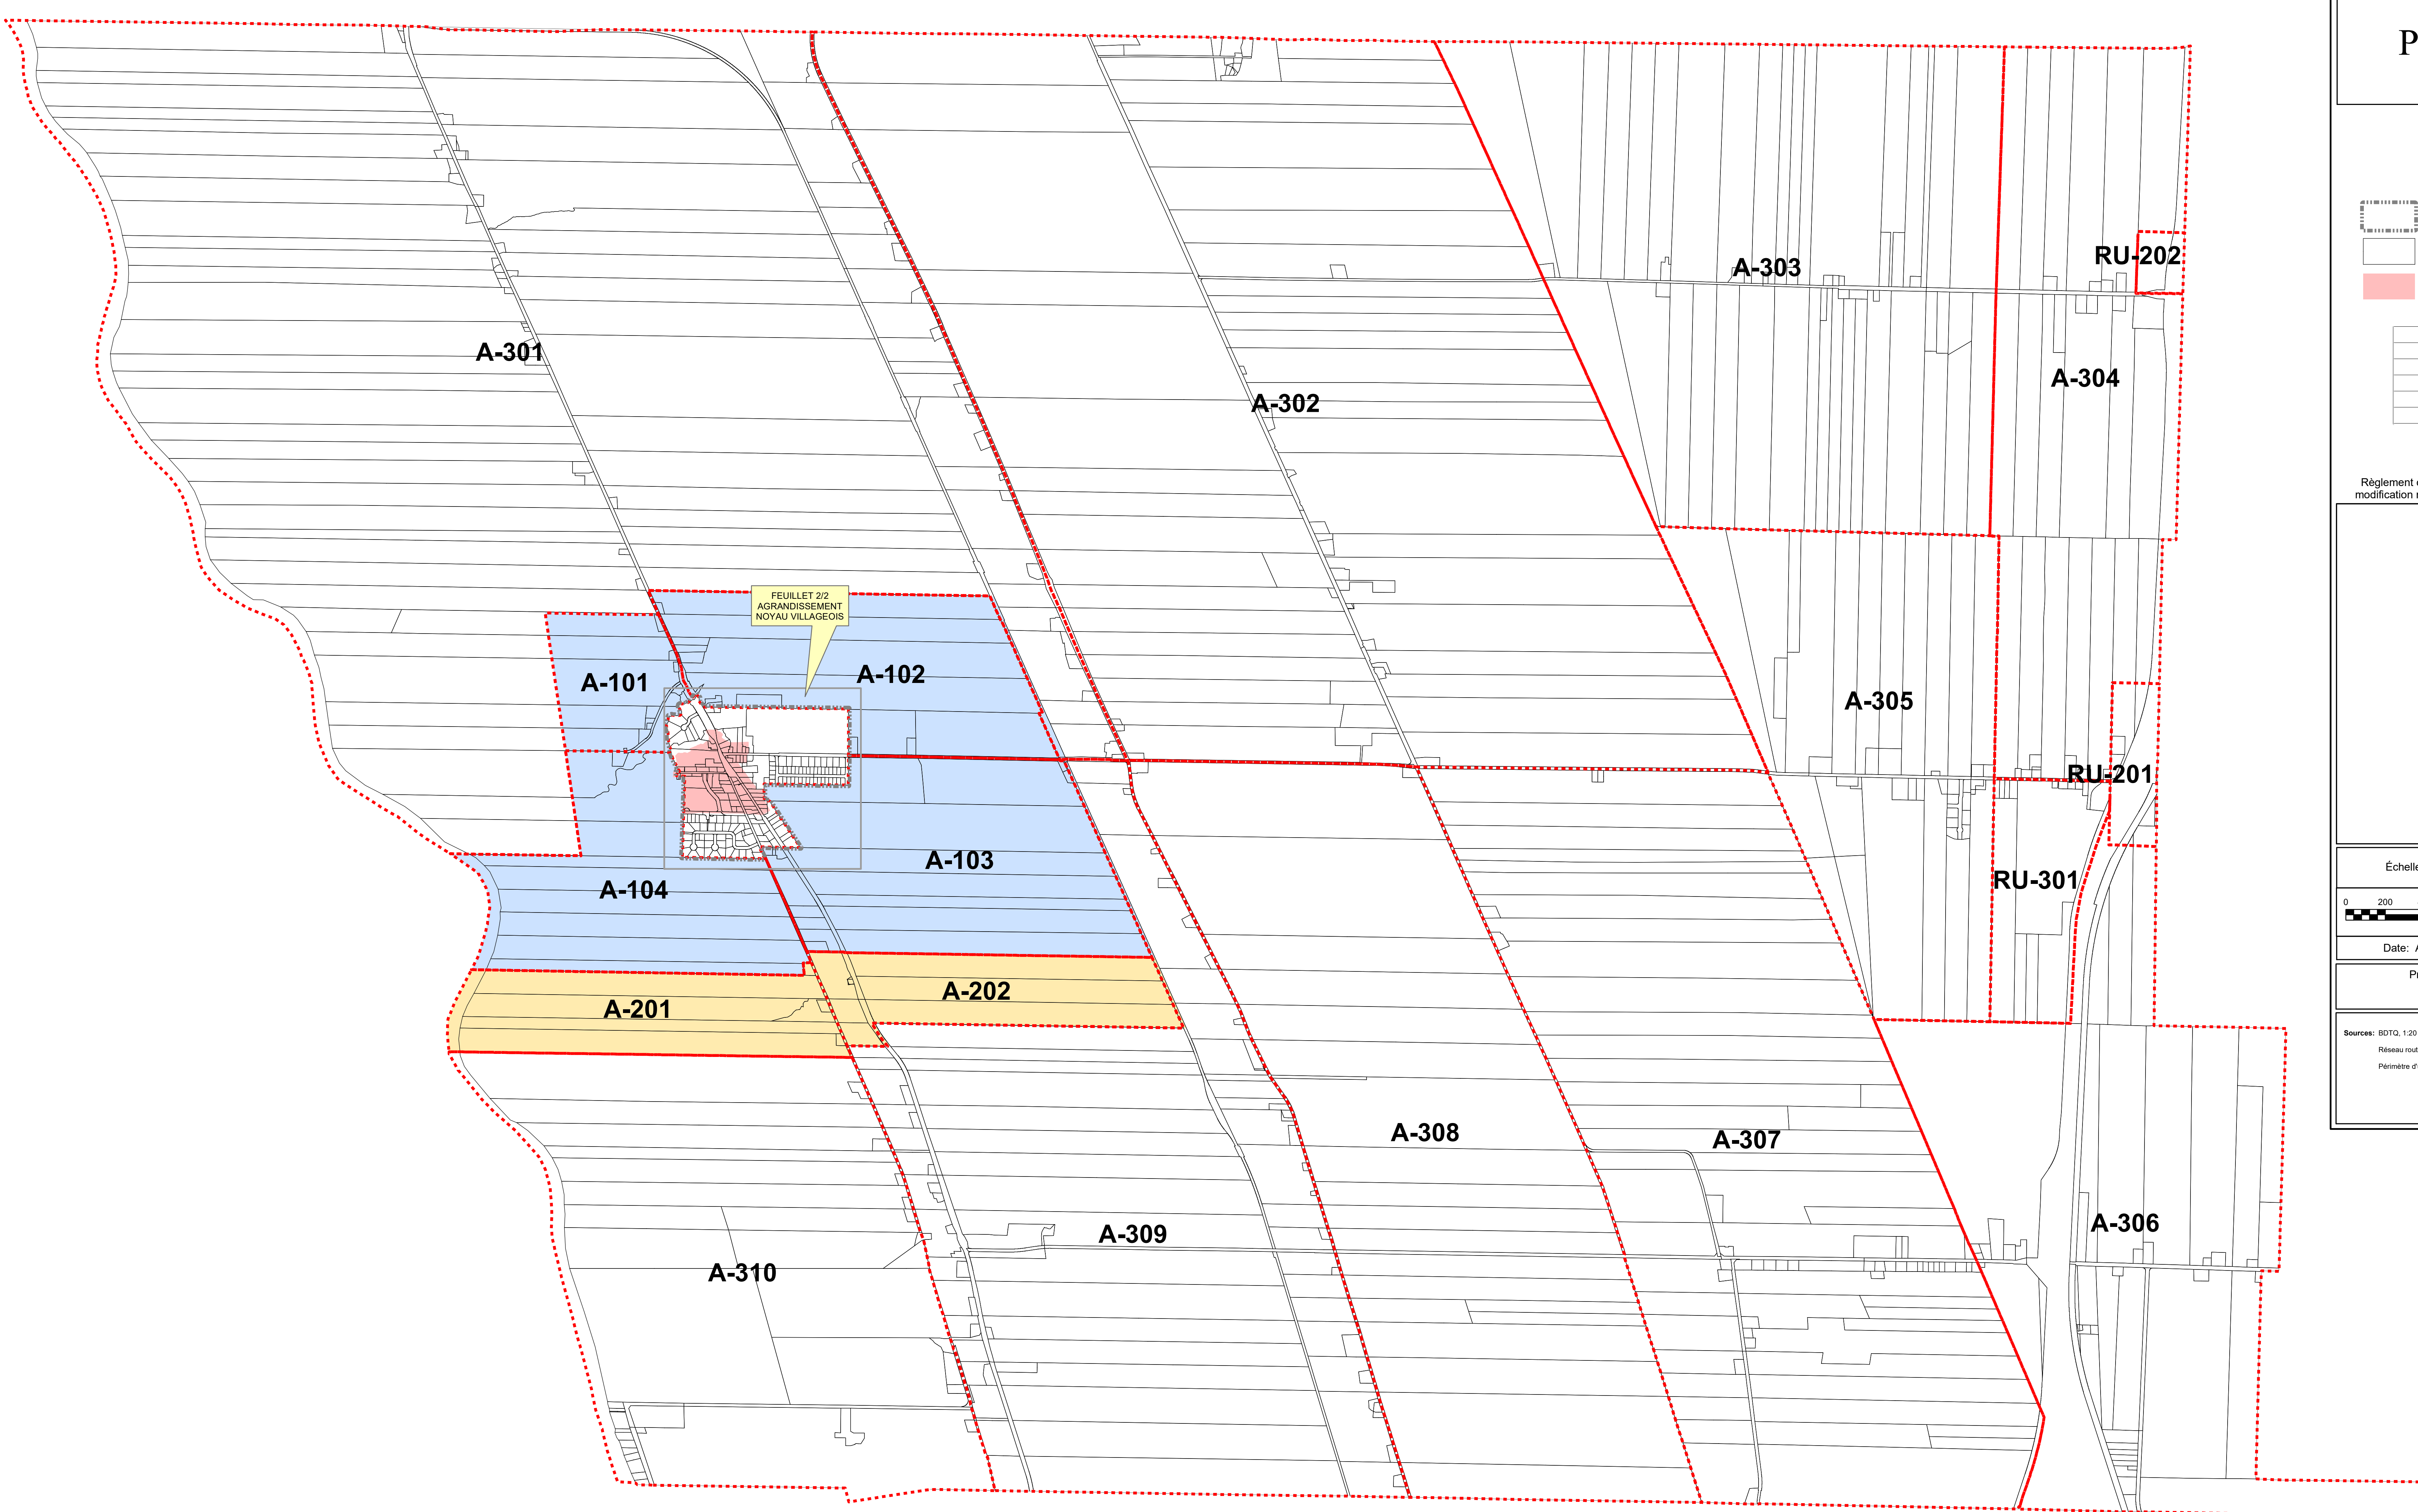 P
RU-202
A-303
A-301
A-304
A-302
Règlement
modification
FEUILLET 2/2
AGRANDISSEMENT
NOYAU VILLAGEOIS
A-101
A-102
A-305
RU-201
A-103
A-104
RU-301
Échelle
0 200
Date: A
A-202
A-201
Sources: BDTQ, 1:20
Réseau rout
Périmètre d'
A-308
A-307
A-306
A-309
A-310